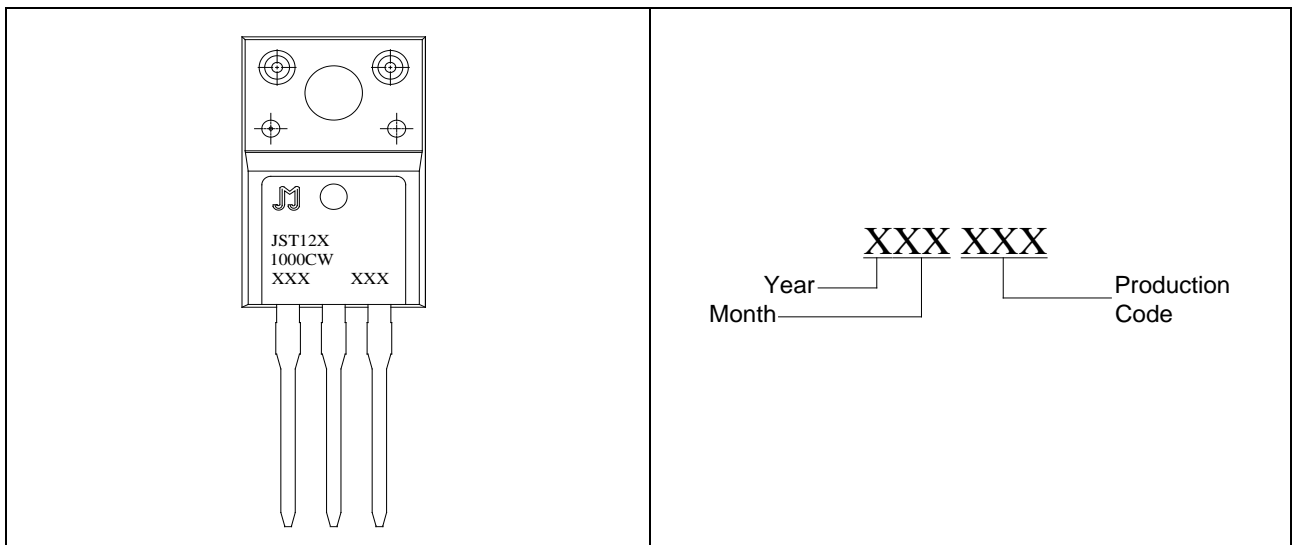 JST12X
1000CW
XXX XXX
XXX XXX
Year
Month
Production
Code